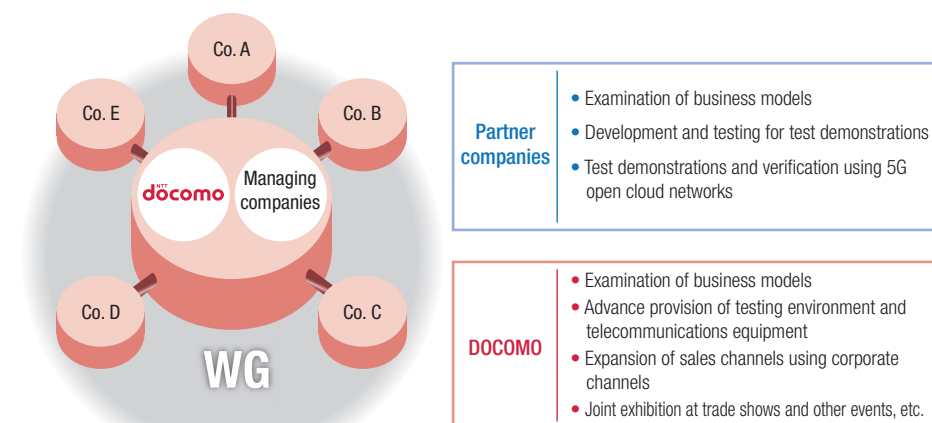 Co. A
Co. E
Co. B
NTT
döcomo
Managing
companies
Co. D
Co. C
WG
Partner
companies
• Examination of business models
• Development and testing for test demonstrations
• Test demonstrations and verification using 5G
open cloud networks
DOCOMO
• Examination of business models
• Advance provision of testing environment and
telecommunications equipment
• Expansion of sales channels using corporate
channels
• Joint exhibition at trade shows and other events, etc.